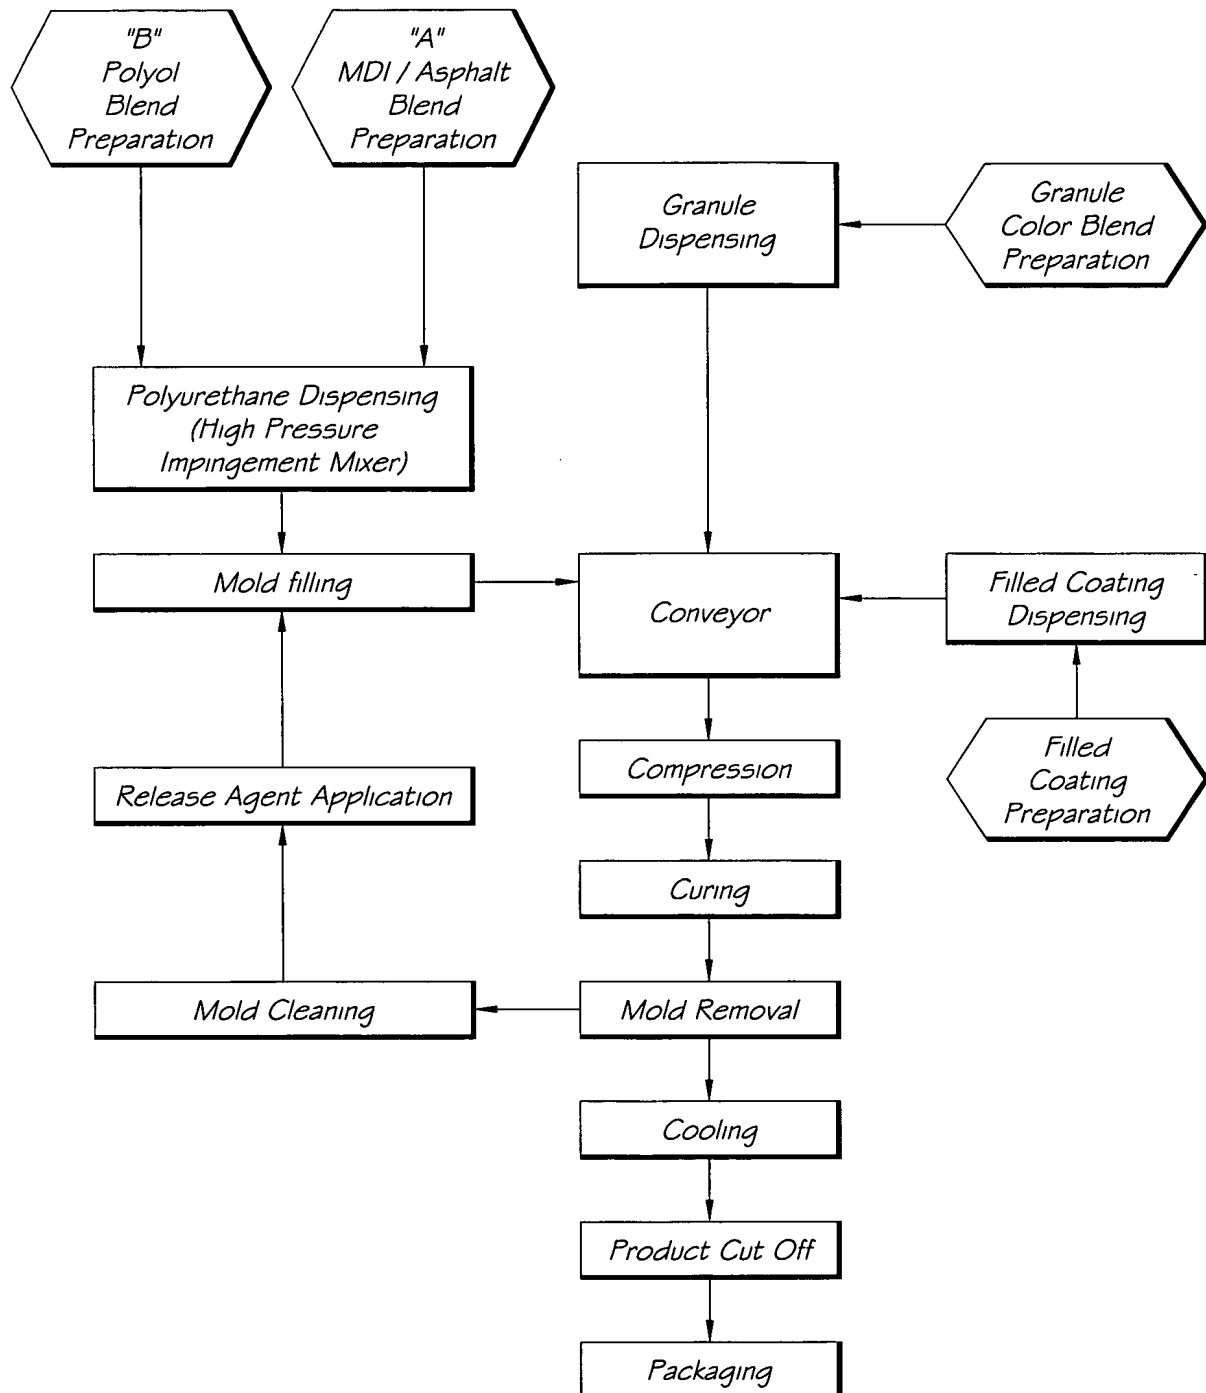 "B"
Polyol
Blend
Preparation
"A"
MDI / Asphalt
Blend
Preparation
Granule
Dispensing
Granule
Color Blend
Preparation
Polyurethane Dispensing
(High Pressure
Impingement Mixer)
Mold filling
Conveyor
Filled Coating
Dispensing
Compression
Filled
Coating
Preparation
Release Agent Application
Curing
Mold Cleaning
Mold Removal
Cooling
Product Cut Off
Packaging